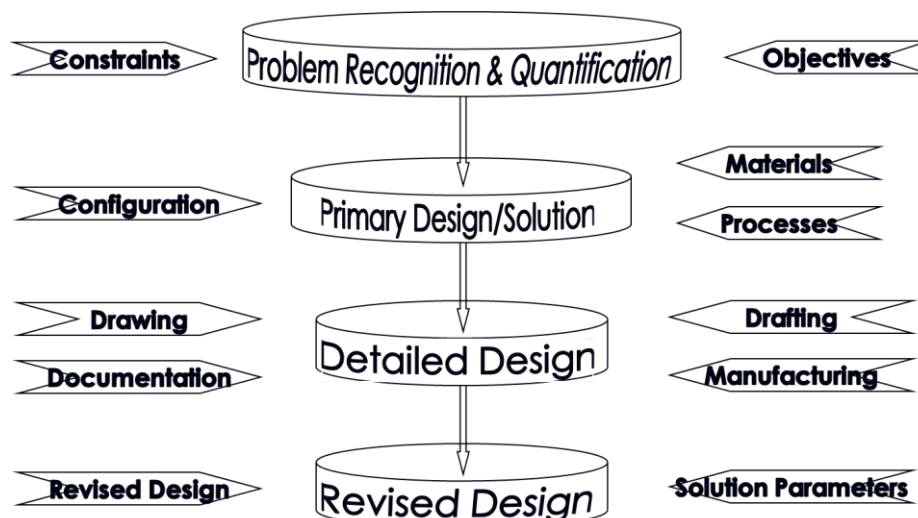 Constraints
Problem Recognition & Quantification
Objectives
Materials
Configuration
Primary Design/Solution
Processes
Drawing
Drafting
Detailed Design
Documentation
Manufacturing
Revised Design
Revised Design
Solution Parameters